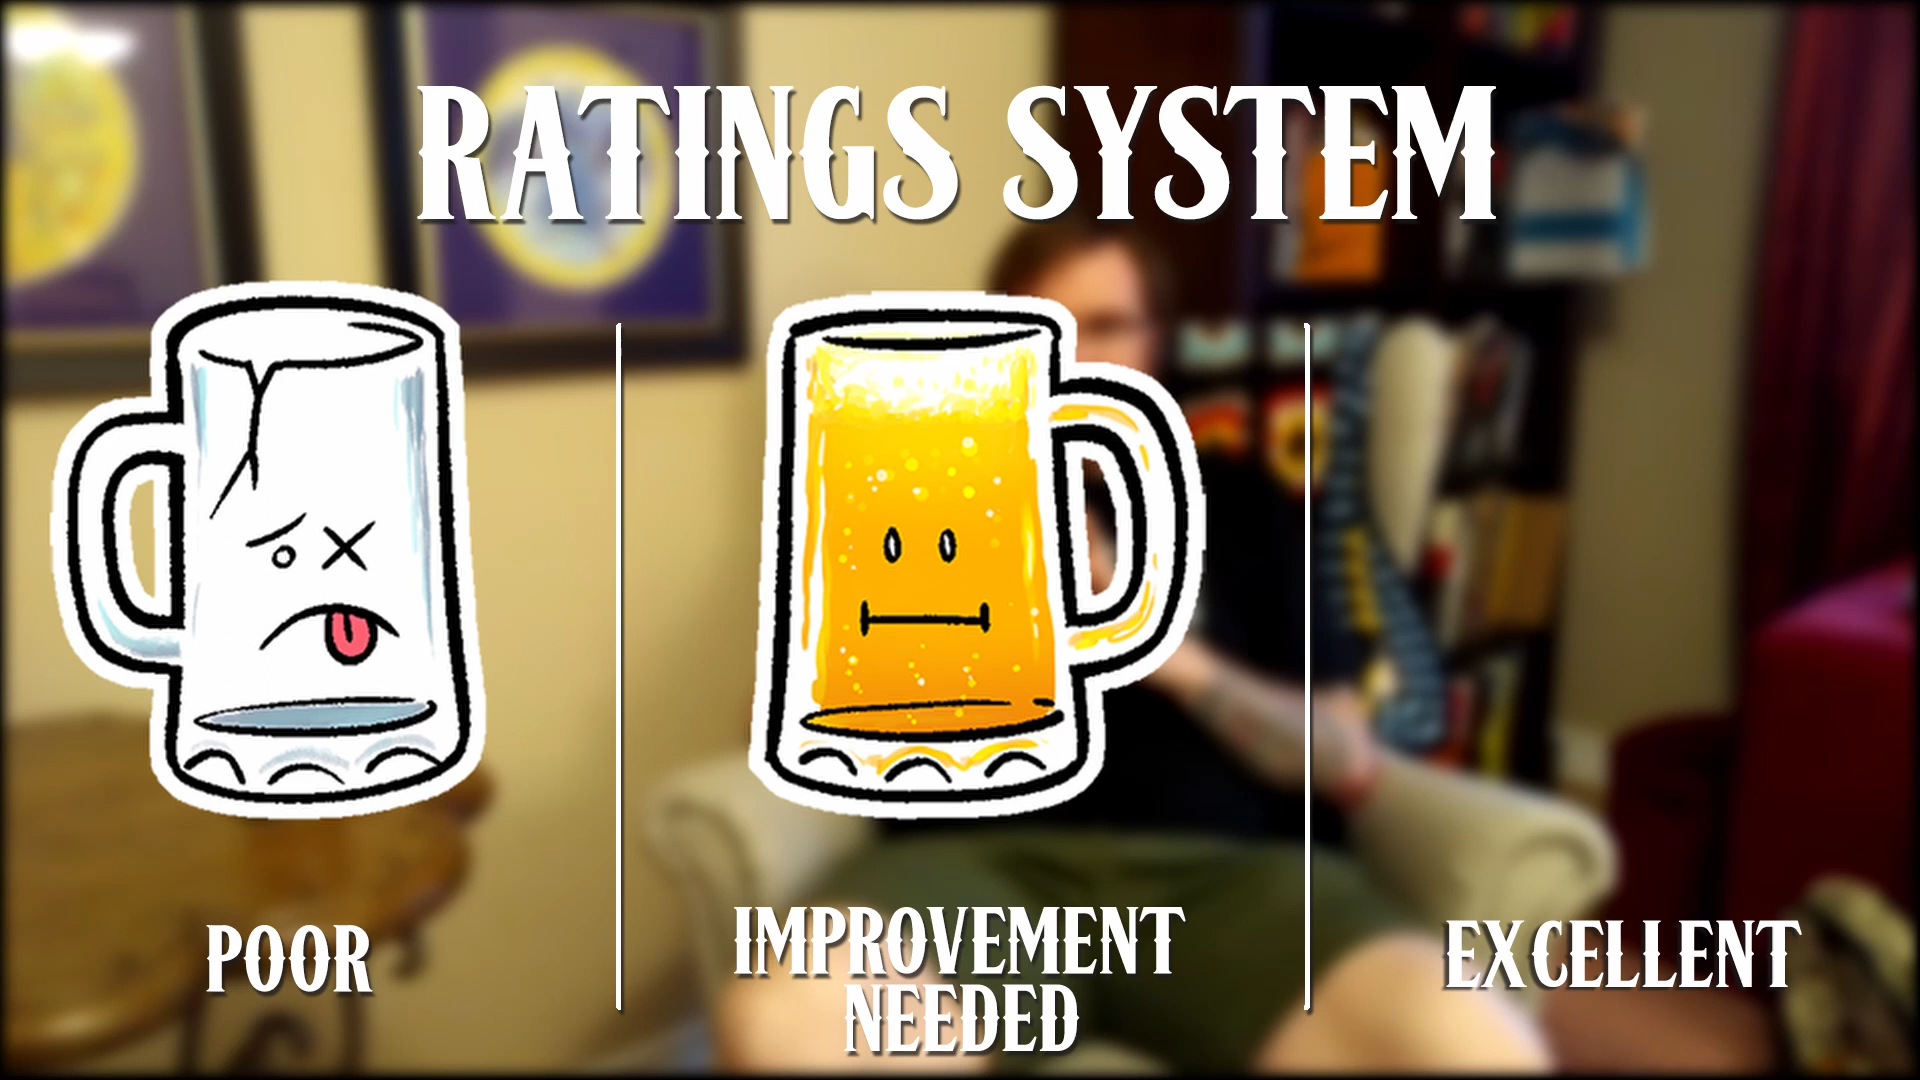 RATINGS SYSTEM
POOR
IMPROVEMENT
NEEDED
EXCELLENT